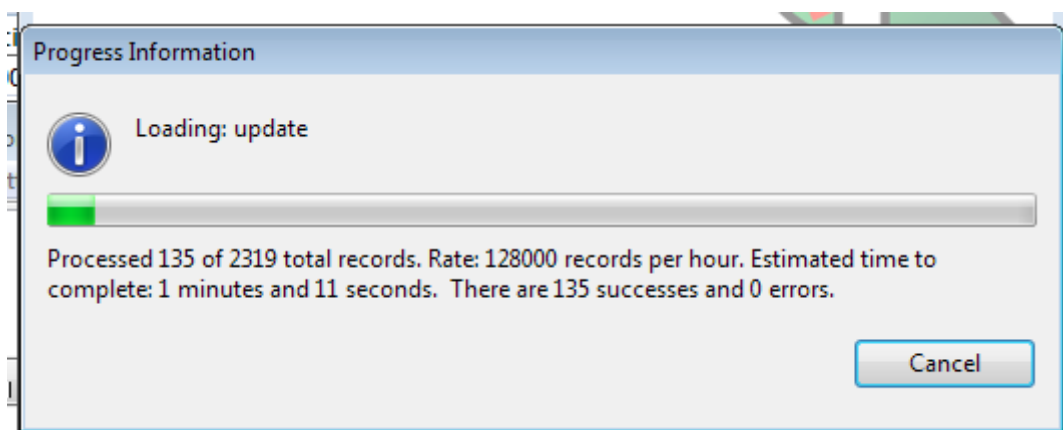 Progress Information
Loading: update
Processed 135 of 2319 total records. Rate: 128000 records per hour. Estimated time to
complete: 1 minutes and 11 seconds.  There are 135 successes and 0 errors.
Cancel